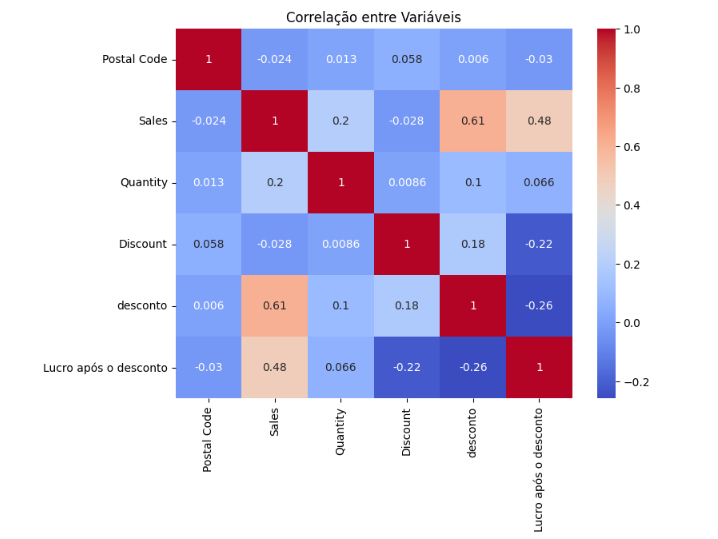 Correlação entre Variáveis
Postal Code 1 -0.024 0.013 0.058 0.006 -0.03
Sales -0.024 1 0.2 -0.028 0.61 0.48
Quantity 0.013 0.2 1 0.0086 0.1 0.066
Discount 0.058 -0.028 0.0086 1 0.18 -0.22
desconto 0.006 0.61 0.1 0.18 1 -0.26
Lucro após o desconto -0.03 0.48 0.066 -0.22 -0.26 1
Postal Code
Sales
Quantity
Discount
desconto
Lucro após o desconto
1.0
0.8
0.6
0.4
0.2
0.0
−0.2